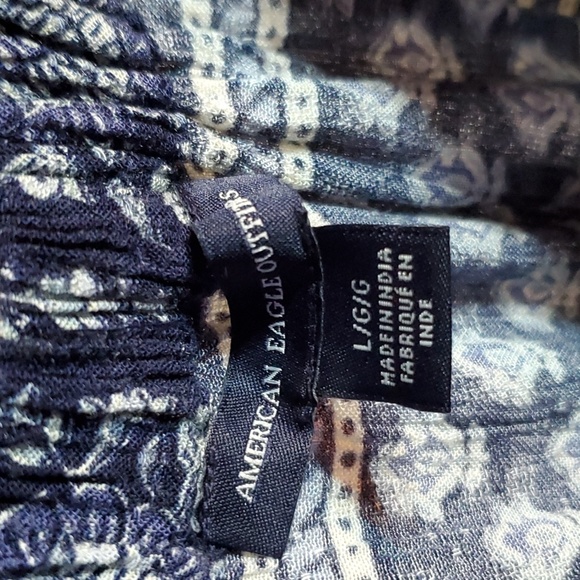 AMERICAN EAGLE OUTFITTERS
L/G/G
MADE IN INDIA
FABRIQUÉ EN
INDE